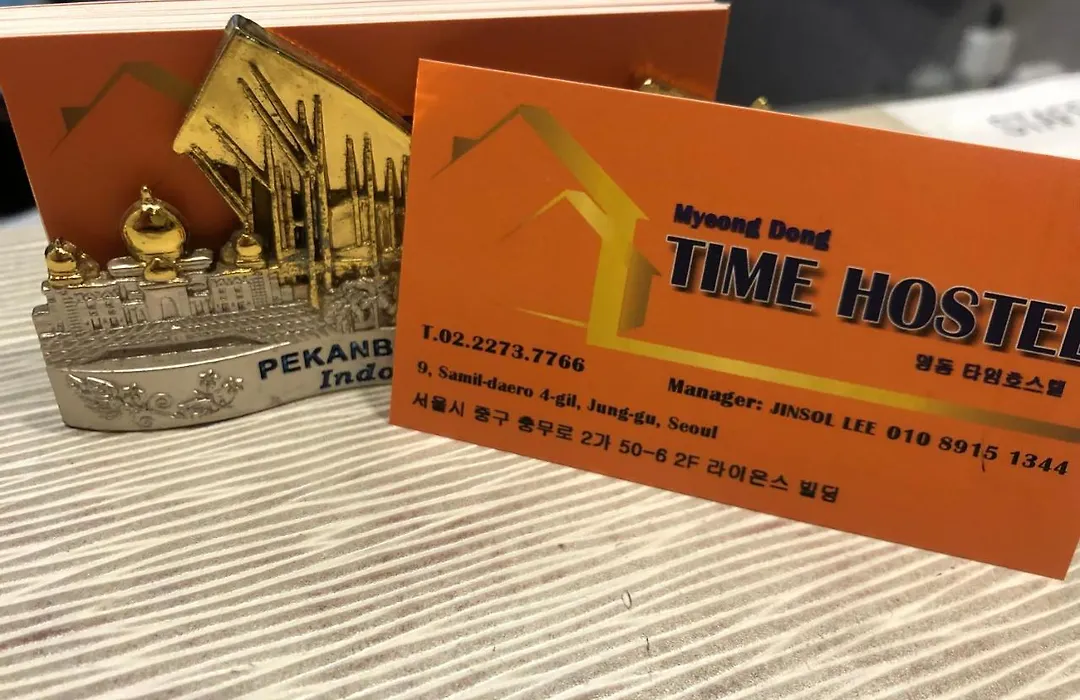 PEKANB
Indo
Myeong Dong
TIME HOSTEL
명동 타임호스텔
T.02.2273.7766
Manager: JINSOL LEE 010 8915 1344
9, Samil-daero 4-gil, Jung-gu, Seoul
서울시 중구 충무로 2가 50-6 2F 라이온스 빌딩